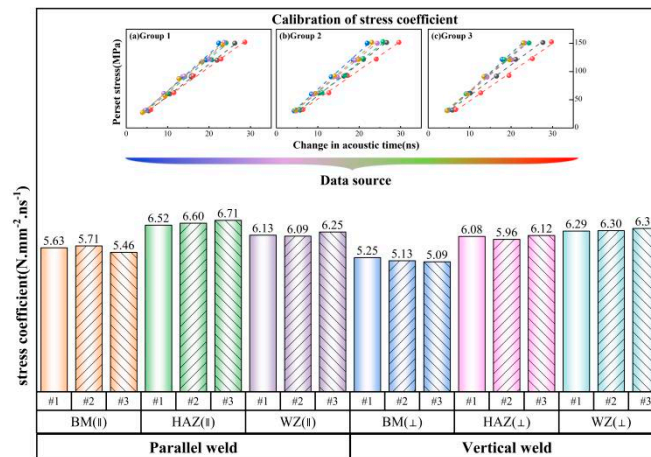 Calibration of stress coefficient
(a)Group 1
(b)Group 2
(c)Group 3
Perset stress(MPa)
150
100
50
0 10 20 30
0 10 20 30
0 10 20 30
Change in acoustic time(ns)
Data source
stress coefficient((N.mm⁻².ns⁻¹)
5.63 5.71 5.46 6.52 6.60 6.71 6.13 6.09 6.25 5.25 5.13 5.09 6.08 5.96 6.12 6.29 6.30 6.3
#1 #2 #3 #1 #2 #3 #1 #2 #3 #1 #2 #3 #1 #2 #3 #1 #2 #3
BM(∥) HAZ(∥) WZ(∥) BM(⊥) HAZ(⊥) WZ(⊥)
Parallel weld Vertical weld